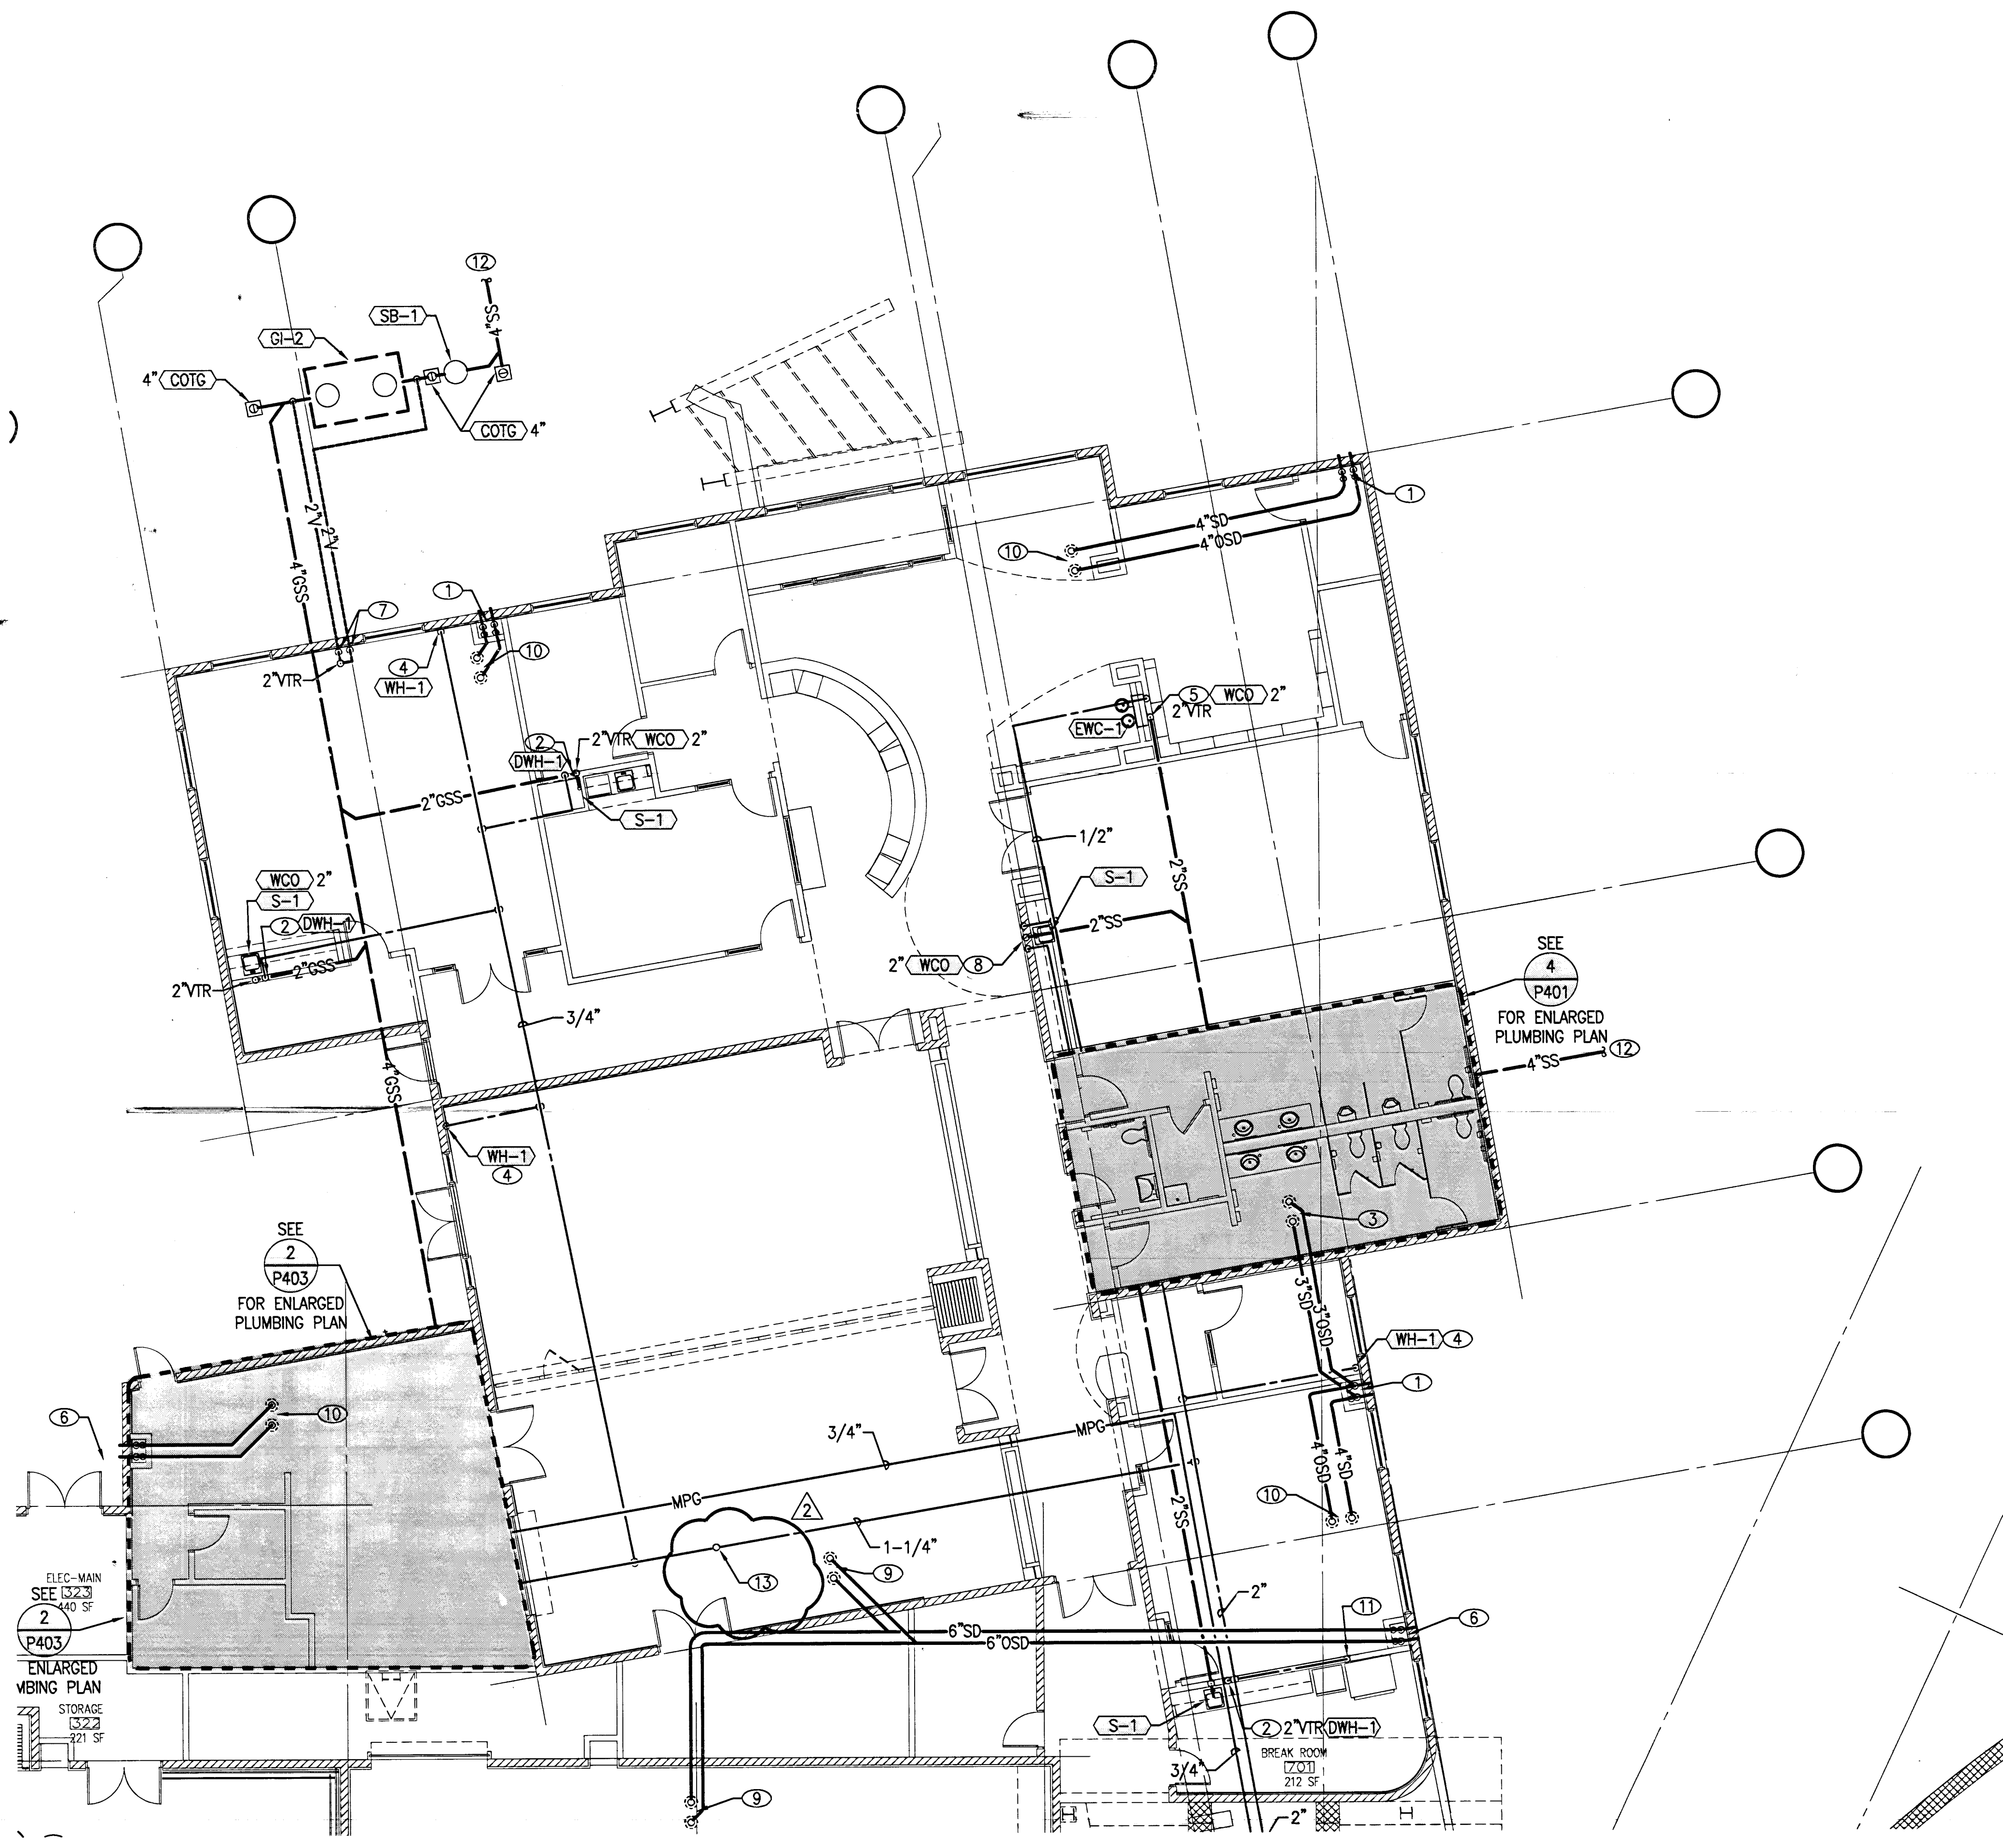 12
SB-1
4"SS
GI-2
4" COTG
COTG 4"
2"V
2"V
4"GSS
1
4"SD
4"OSD
10
7
1
10
4
WH-1
2"VTR
5 WCO 2"
2"VTR
EWC-1
2
2"VTR WCO 2"
DWH-1
2"GSS
S-1
1/2"
2"SS
S-1
WCO 2"
S-1
2 DWH-1
2"SS
2"GSS
2"VTR
2" WCO 8
SEE
4
P401
FOR ENLARGED
PLUMBING PLAN
12
4"SS
3/4"
4"GSS
WH-1
4
3
SEE
2
P403
FOR ENLARGED
PLUMBING PLAN
3"SD
3"OSD
WH-1 4
1
6
10
3/4"
MPG
MPG
4"OSD
4"SD
10
2
2"SS
1-1/4"
9
13
ELEC-MAIN
SEE 323
440 SF
2
P403
ENLARGED
MBING PLAN
STORAGE
322
221 SF
2"
11
6
6"SD
6"OSD
S-1
2 2"VTR DWH-1
BREAK ROOM
701
212 SF
3/4"
9
2"